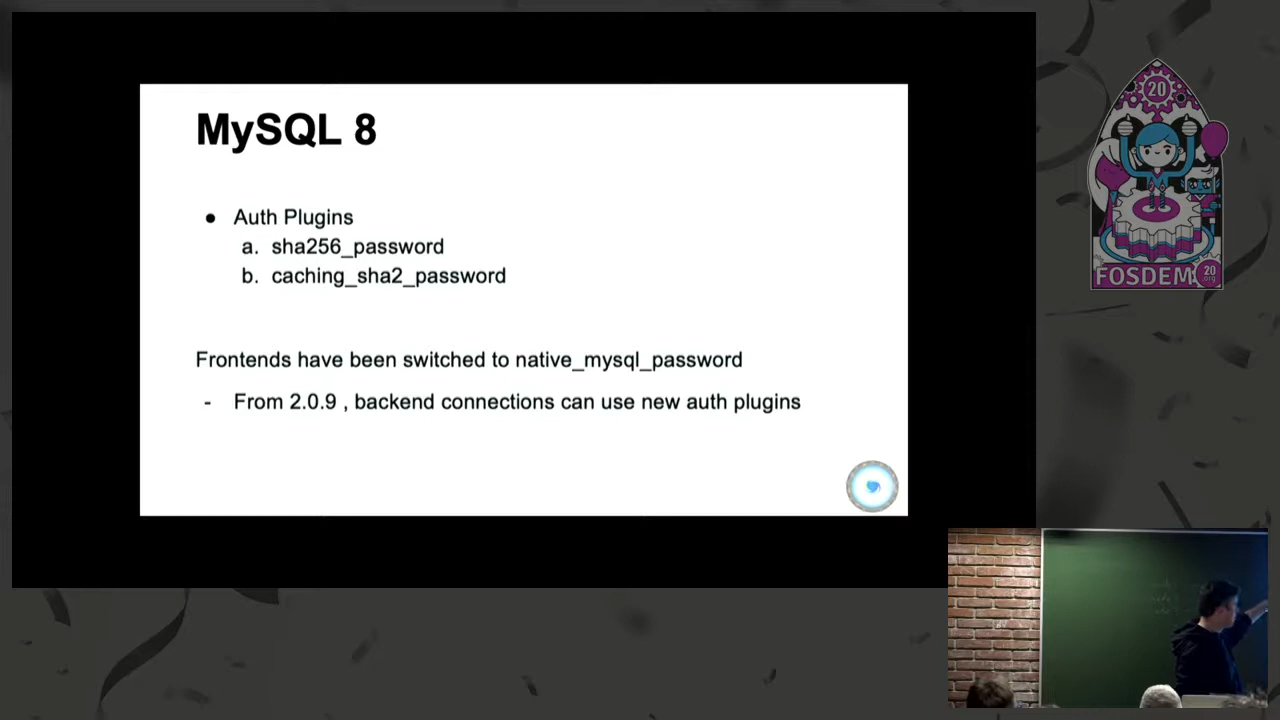 MySQL 8
● Auth Plugins
a. sha256_password
b. caching_sha2_password
Frontends have been switched to native_mysql_password
- From 2.0.9 , backend connections can use new auth plugins
20
FOSDEM
20
.org